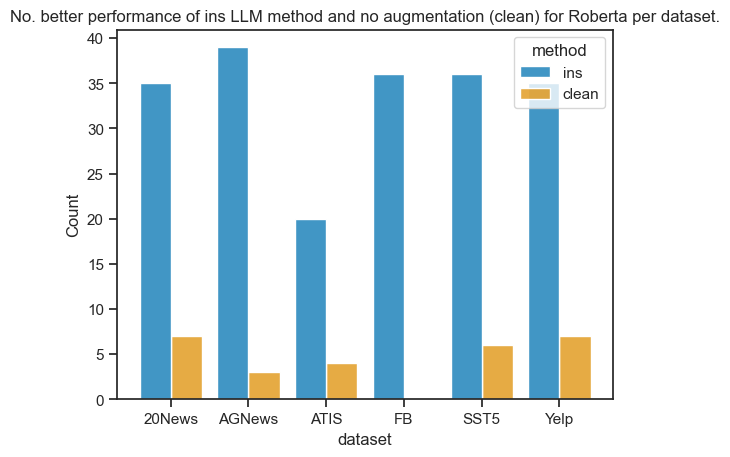 No. better performance of ins LLM method and no augmentation (clean) for Roberta per dataset.
method
ins
clean
Count
40
35
30
25
20
15
10
5
0
20News AGNews ATIS FB SST5 Yelp
dataset